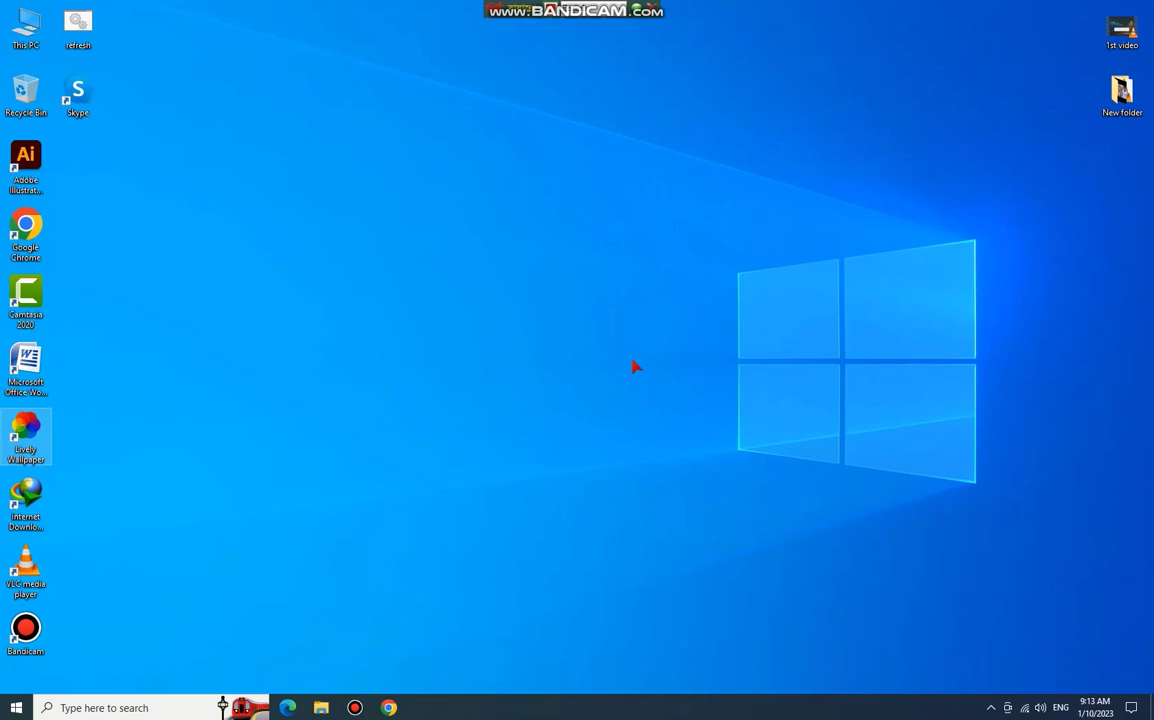 WWW.BANDICAM.COM
This PC
refresh
1st video
Recycle Bin
S
Skype
New folder
Ai
Adobe
Illustrat...
Google
Chrome
Camtasia
2020
W
Microsoft
Office Wo...
Lively
Wallpaper
Internet
Downlo...
VLC media
player
Bandicam
Type here to search
ENG
9:13 AM
1/10/2023